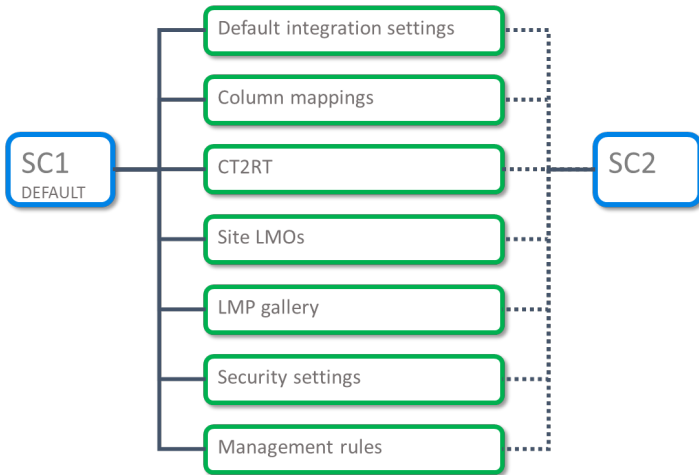 SC1
DEFAULT
Default integration settings
Column mappings
CT2RT
Site LMOs
LMP gallery
Security settings
Management rules
SC2